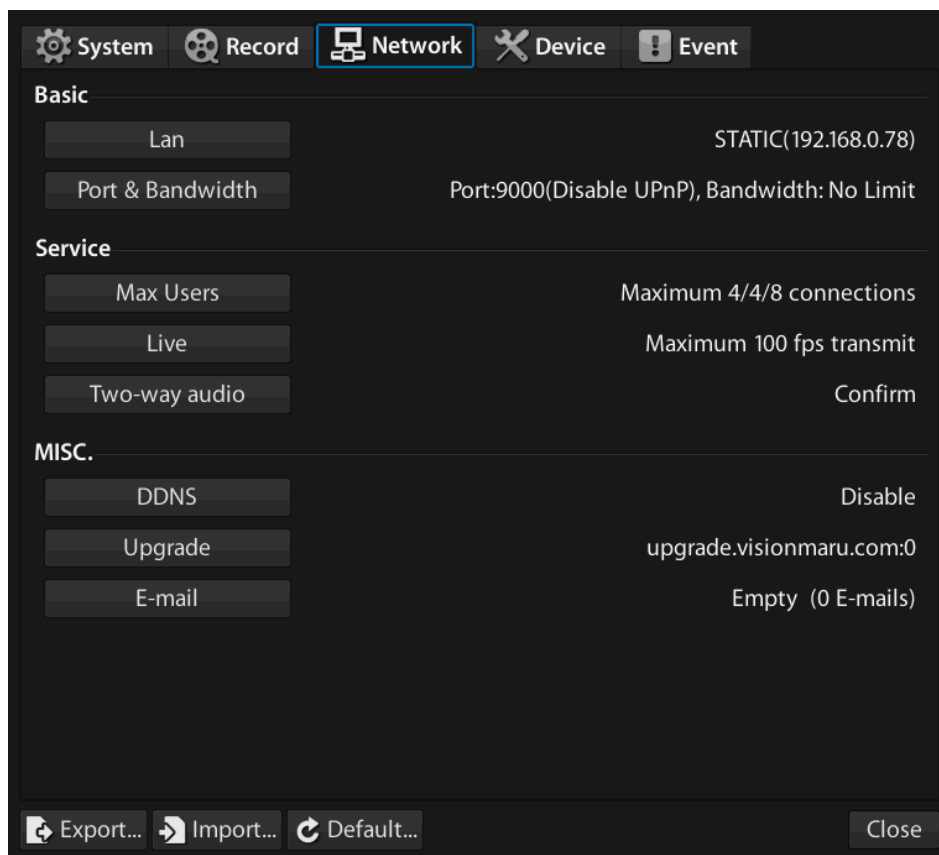 System Record Network Device Event
Basic
Lan STATIC(192.168.0.78)
Port & Bandwidth Port:9000(Disable UPnP), Bandwidth: No Limit
Service
Max Users Maximum 4/4/8 connections
Live Maximum 100 fps transmit
Two-way audio Confirm
MISC.
DDNS Disable
Upgrade upgrade.visionmaru.com:0
E-mail Empty (0 E-mails)
Export... Import... Default... Close